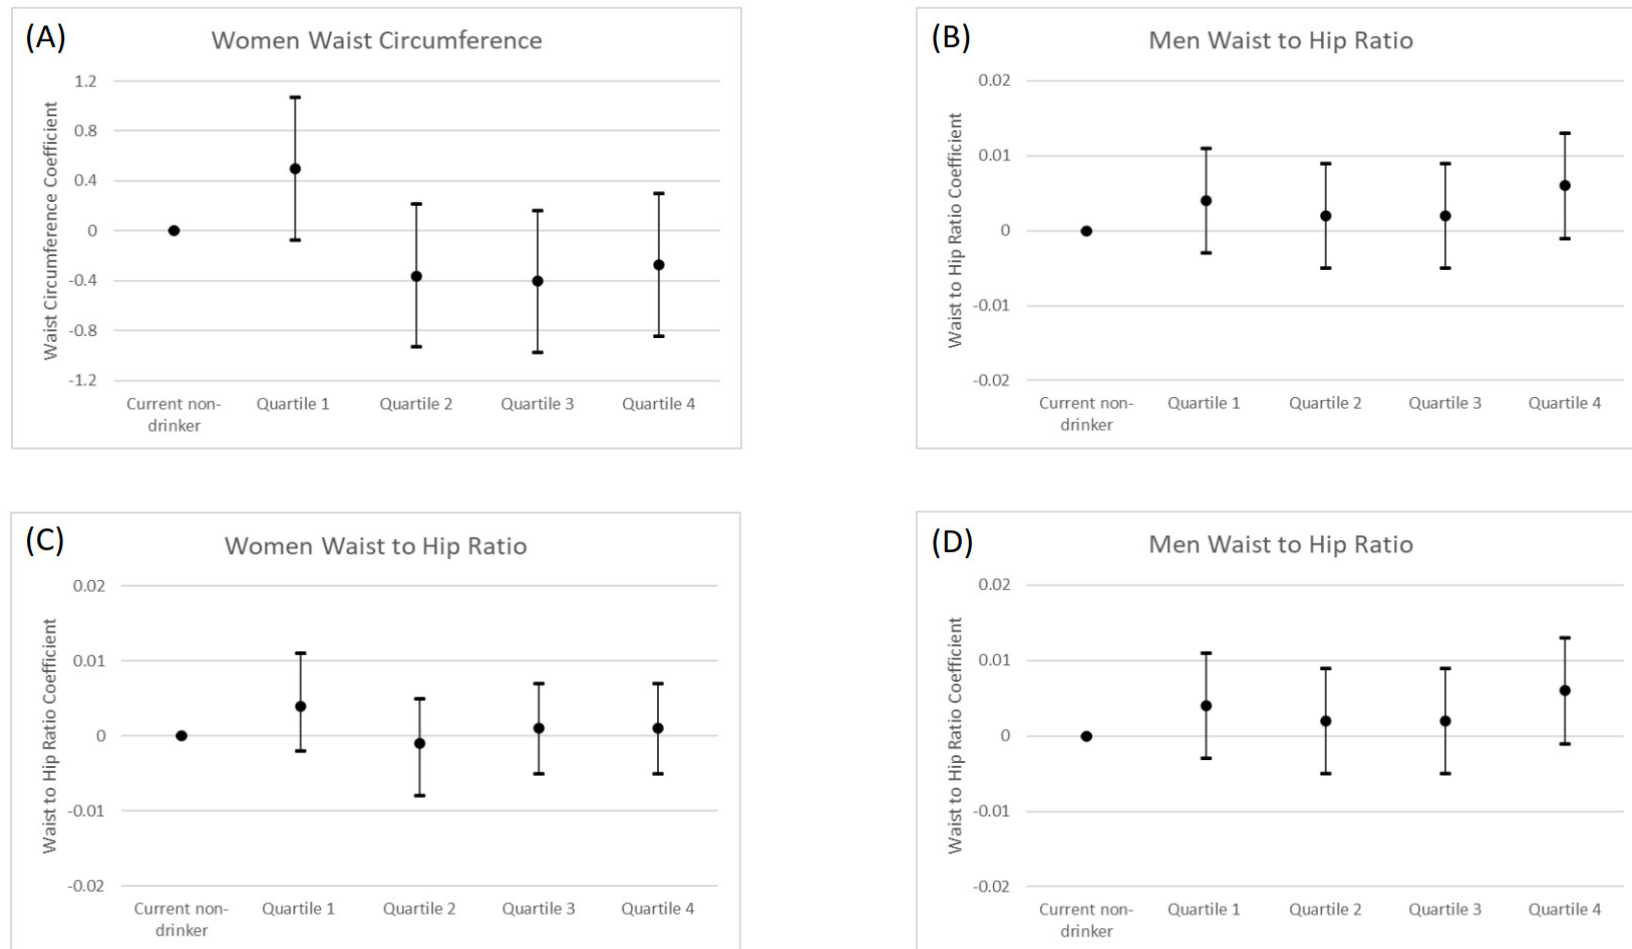 (A)
Women Waist Circumference
Waist Circumference Coefficient
1.2
0.8
0.4
0
-0.4
-0.8
-1.2
Current non-
drinker
Quartile 1
Quartile 2
Quartile 3
Quartile 4
(B)
Men Waist to Hip Ratio
Waist to Hip Ratio Coefficient
0.02
0.01
0
-0.01
-0.02
Current non-
drinker
Quartile 1
Quartile 2
Quartile 3
Quartile 4
(C)
Women Waist to Hip Ratio
Waist to Hip Ratio Coefficient
0.02
0.01
0
-0.01
-0.02
Current non-
drinker
Quartile 1
Quartile 2
Quartile 3
Quartile 4
(D)
Men Waist to Hip Ratio
Waist to Hip Ratio Coefficient
0.02
0.01
0
-0.01
-0.02
Current non-
drinker
Quartile 1
Quartile 2
Quartile 3
Quartile 4